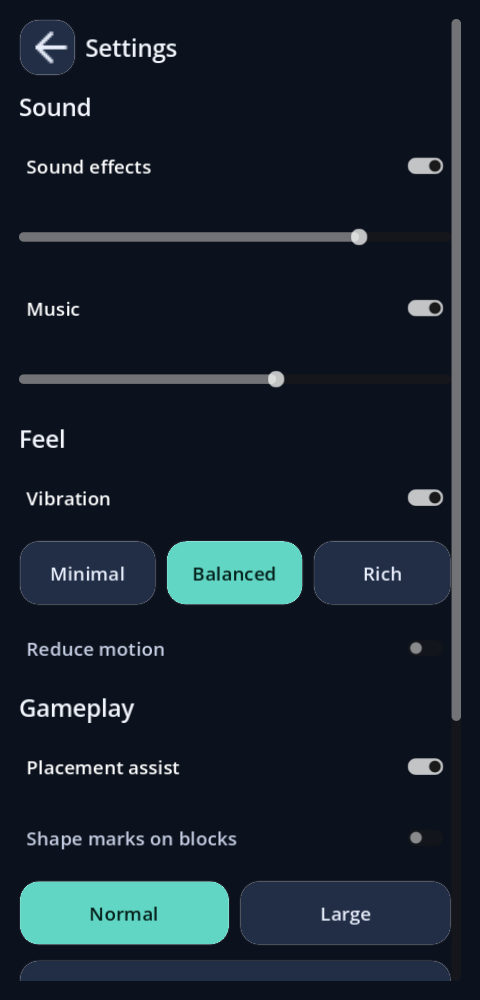 Settings
Sound
Sound effects
Music
Feel
Vibration
Minimal Balanced Rich
Reduce motion
Gameplay
Placement assist
Shape marks on blocks
Normal Large